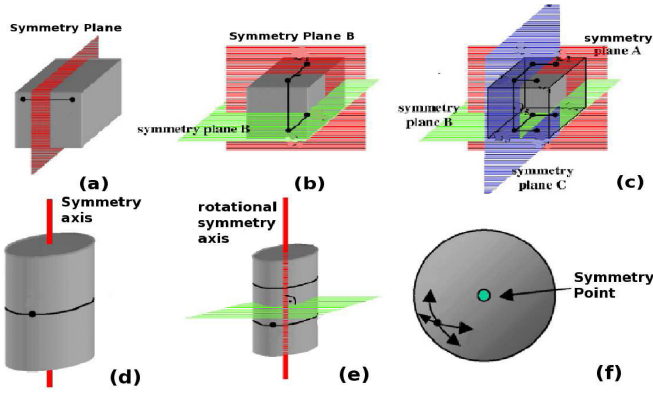 Symmetry Plane
(a)
Symmetry Plane B
symmetry plane B
(b)
symmetry
plane A
symmetry
plane B
symmetry
plane C
(c)
Symmetry
axis
(d)
rotational
symmetry
axis
(e)
Symmetry
Point
(f)